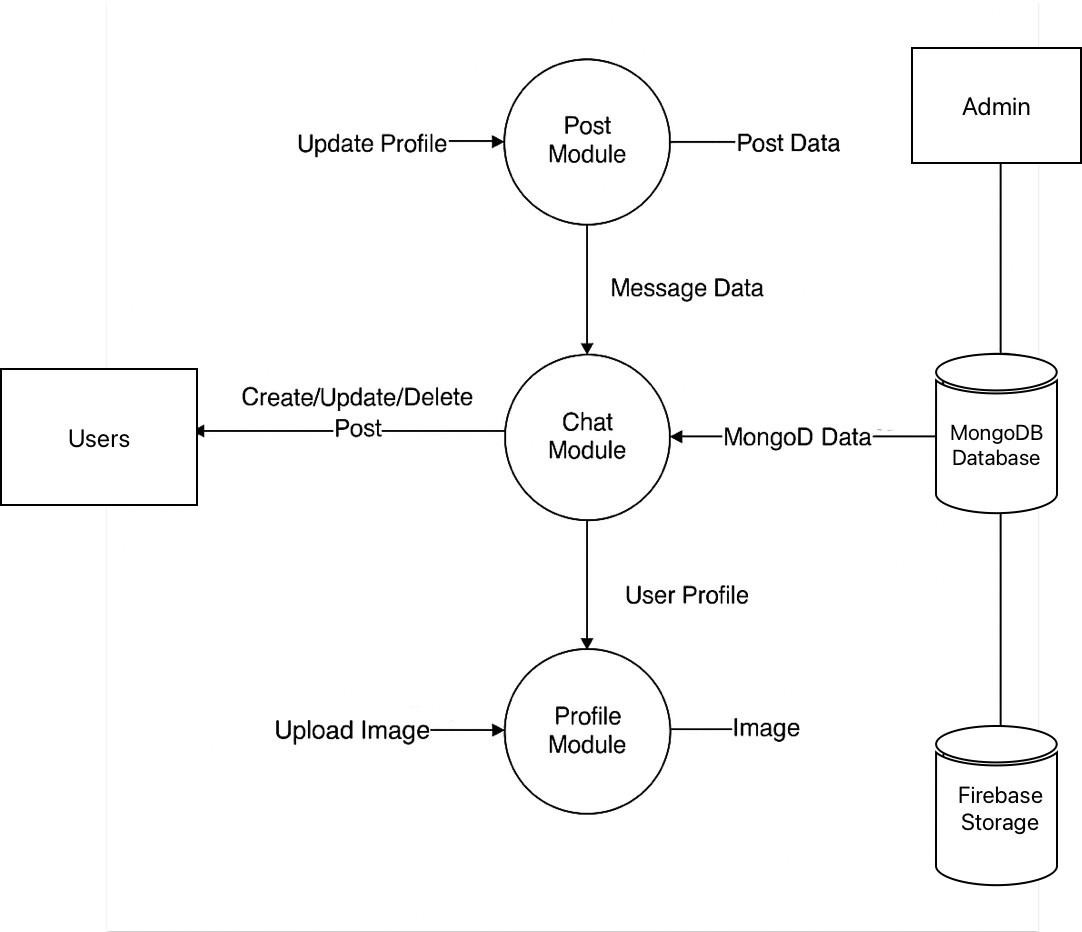 Post
Module
Update Profile
Post Data
Admin
Message Data
Users
Create/Update/Delete
Post
Chat
Module
MongoD Data
MongoDB
Database
User Profile
Upload Image
Profile
Module
Image
Firebase
Storage